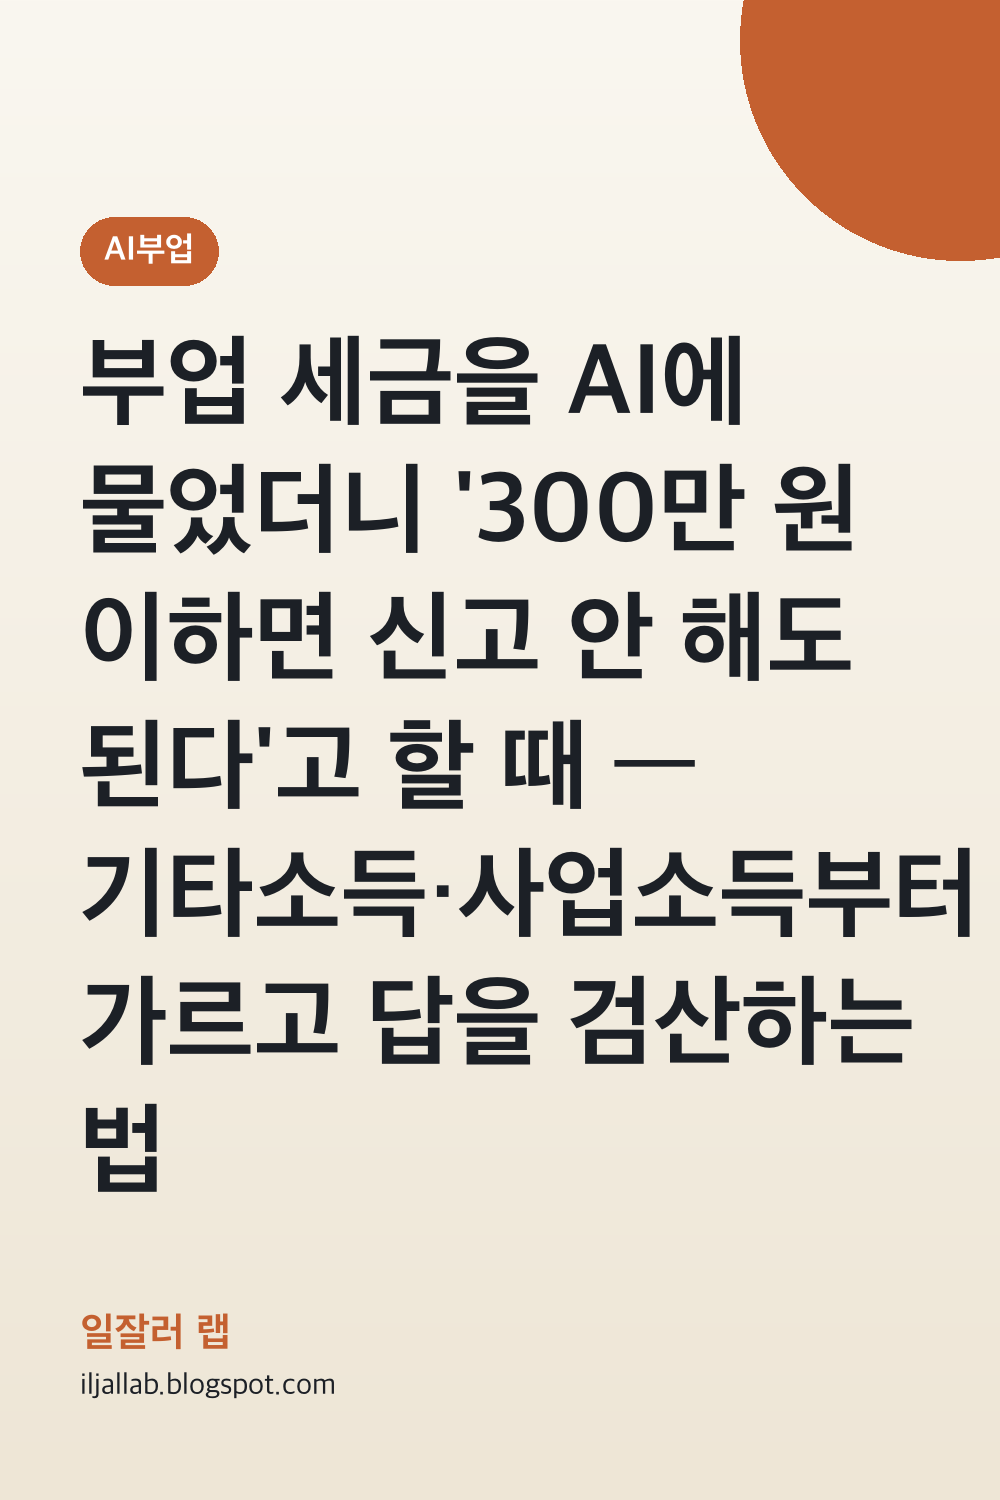 AI부업
부업 세금을 AI에
물었더니 '300만 원
이하면 신고 안 해도
된다'고 할 때 —
기타소득·사업소득부터
가르고 답을 검산하는
법
일잘러 랩
iljallab.blogspot.com